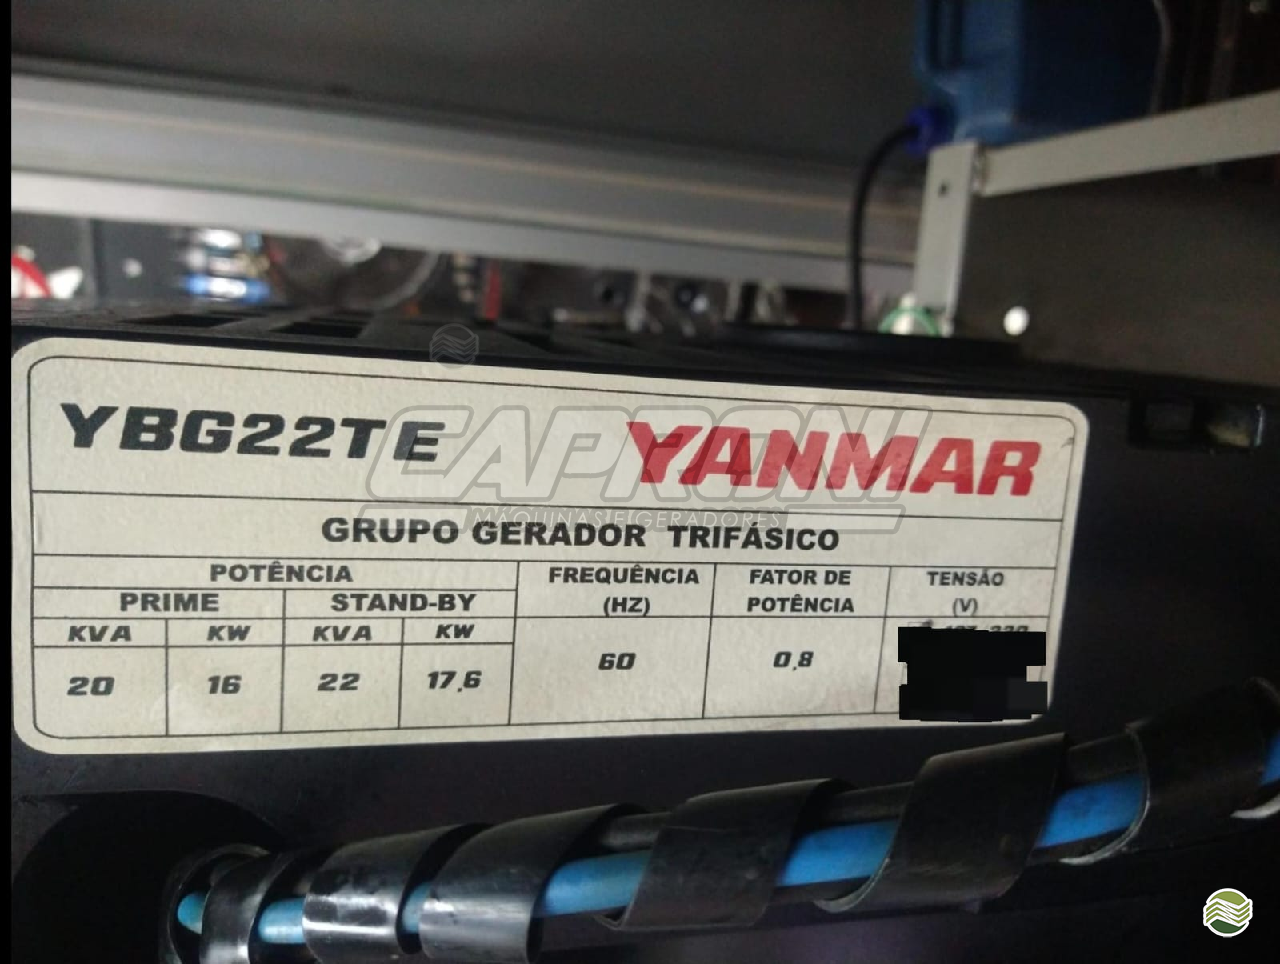 YBG22TE YANMAR
CAPRONI
MÁQUINAS E GERADORES
GRUPO GERADOR TRIFÁSICO
POTÊNCIA FREQUÊNCIA (HZ) FATOR DE POTÊNCIA TENSÃO (V)
PRIME STAND-BY
KVA KW KVA KW
20 16 22 17,6 60 0,8